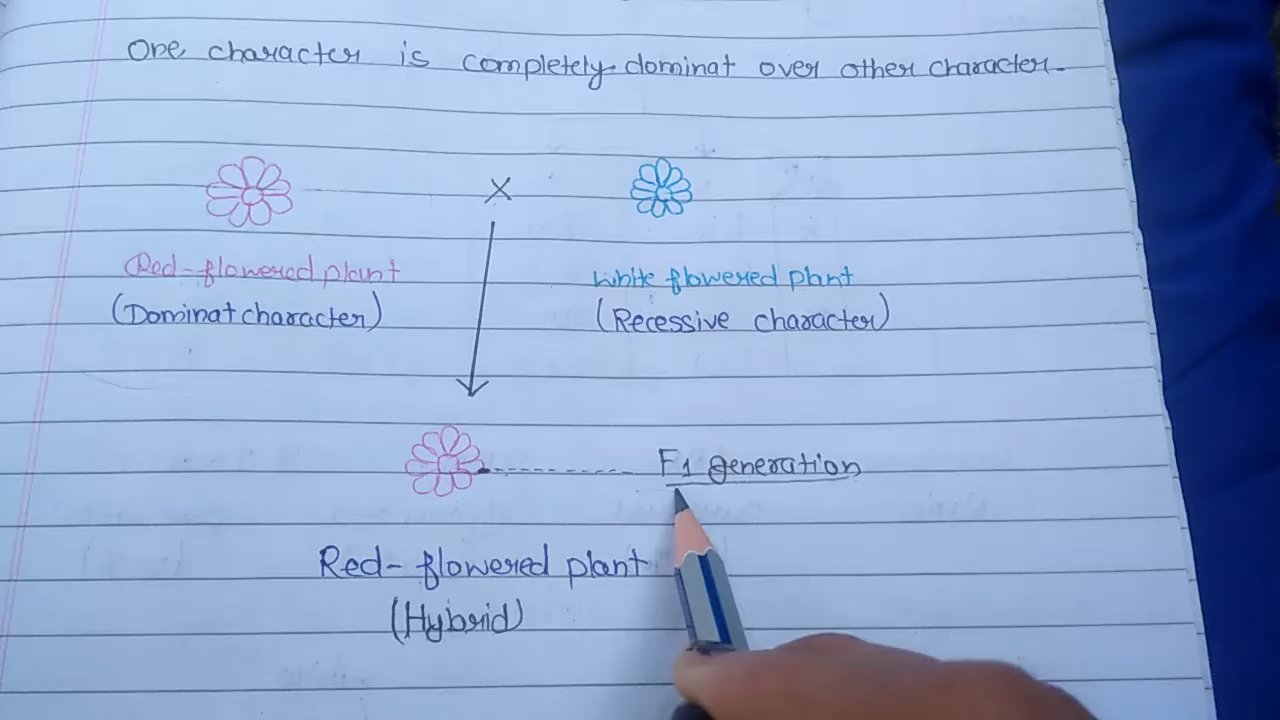 One character is completely dominat over other character.
X
Red-flowered plant
White flowered plant
(Dominat character)
(Recessive character)
F1 generation
Red-flowered plant
(Hybrid)